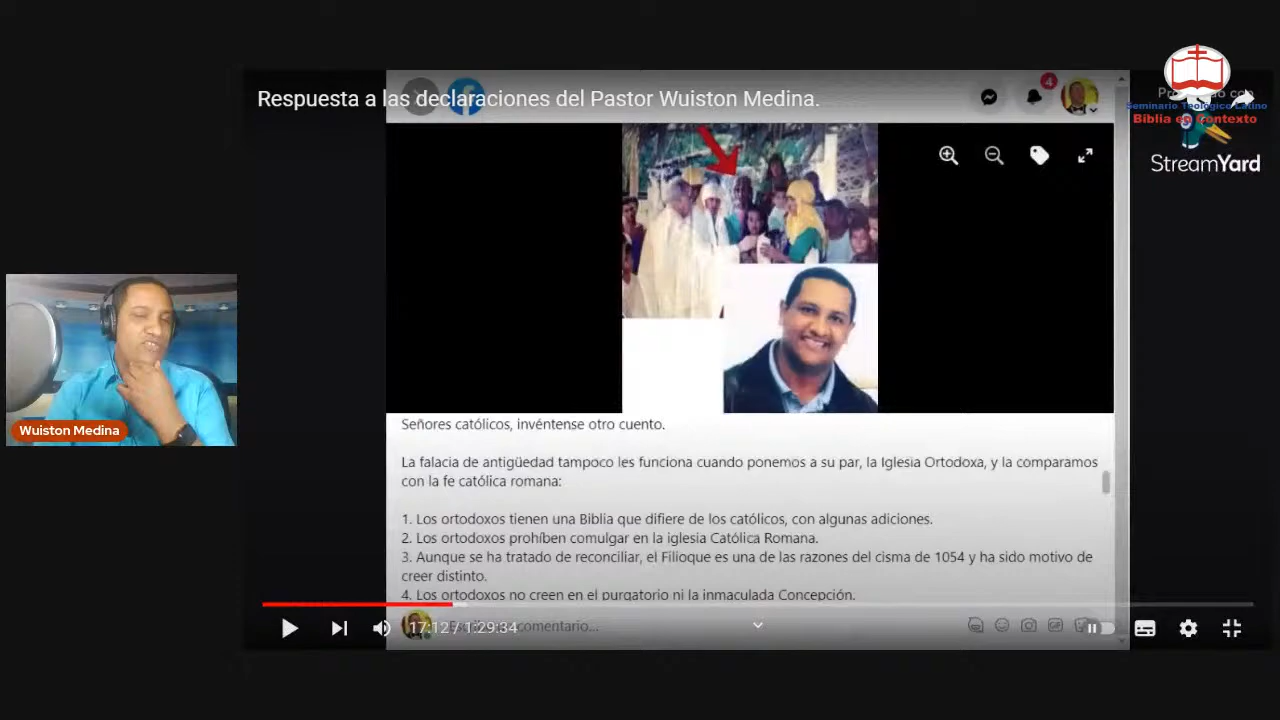 Respuesta a las declaraciones del Pastor Wuiston Medina.
4
Seminario Teológico Latino
Biblia en Contexto
StreamYard
Wuiston Medina
Señores católicos, invéntense otro cuento.
La falacia de antigüedad tampoco les funciona cuando ponemos a su par, la Iglesia Ortodoxa, y la comparamos
con la fe católica romana:
1. Los ortodoxos tienen una Biblia que difiere de los católicos, con algunas adiciones.
2. Los ortodoxos prohíben comulgar en la iglesia Católica Romana.
3. Aunque se ha tratado de reconciliar, el Filioque es una de las razones del cisma de 1054 y ha sido motivo de
creer distinto.
4. Los ortodoxos no creen en el purgatorio ni la inmaculada Concepción.
17:12 / 1:29:34
comentario...
GIF